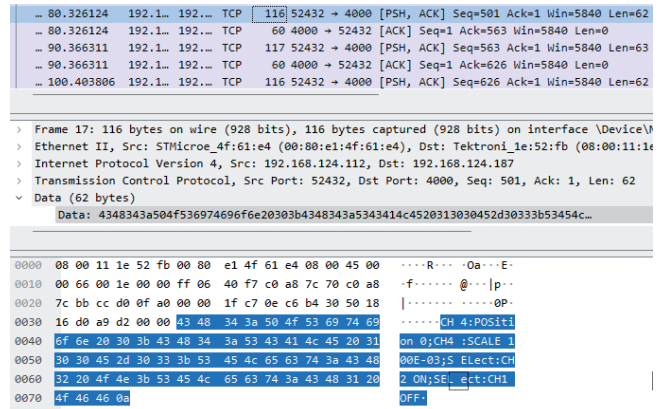 … 80.326124 192.1… 192.… TCP 116 52432 → 4000 [PSH, ACK] Seq=501 Ack=1 Win=5840 Len=62
… 80.326124 192.1… 192.… TCP 60 4000 → 52432 [ACK] Seq=1 Ack=563 Win=5840 Len=0
… 90.366311 192.1… 192.… TCP 117 52432 → 4000 [PSH, ACK] Seq=563 Ack=1 Win=5840 Len=63
… 90.366311 192.1… 192.… TCP 60 4000 → 52432 [ACK] Seq=1 Ack=626 Win=5840 Len=0
… 100.403806 192.1… 192.… TCP 116 52432 → 4000 [PSH, ACK] Seq=626 Ack=1 Win=5840 Len=62
> Frame 17: 116 bytes on wire (928 bits), 116 bytes captured (928 bits) on interface \Device\N
> Ethernet II, Src: STMicroe_4f:61:e4 (00:80:e1:4f:61:e4), Dst: Tektroni_1e:52:fb (08:00:11:1e
> Internet Protocol Version 4, Src: 192.168.124.112, Dst: 192.168.124.187
> Transmission Control Protocol, Src Port: 52432, Dst Port: 4000, Seq: 501, Ack: 1, Len: 62
Data (62 bytes)
Data: 4348343a504f536974696f6e20303b4348343a5343414c4520313030452d30333b53454c…
0000 08 00 11 1e 52 fb 00 80 e1 4f 61 e4 08 00 45 00 ····R··· ·Oa···E·
0010 00 66 00 1e 00 00 ff 06 40 f7 c0 a8 7c 70 c0 a8 ·f······ @···|p··
0020 7c bb cc d0 0f a0 00 00 1f c7 0e c6 b4 30 50 18 |······· ·····0P·
0030 16 d0 a9 d2 00 00 43 48 34 3a 50 4f 53 69 74 69 ······CH 4:POSiti
0040 6f 6e 20 30 3b 43 48 34 3a 53 43 41 4c 45 20 31 on 0;CH4 :SCALE 1
0050 30 30 45 2d 30 33 3b 53 45 4c 65 63 74 3a 43 48 00E-03;S ELect:CH
0060 32 20 4f 4e 3b 53 45 4c 65 63 74 3a 43 48 31 20 2 ON;SEL ect:CH1
0070 4f 46 46 0a OFF·